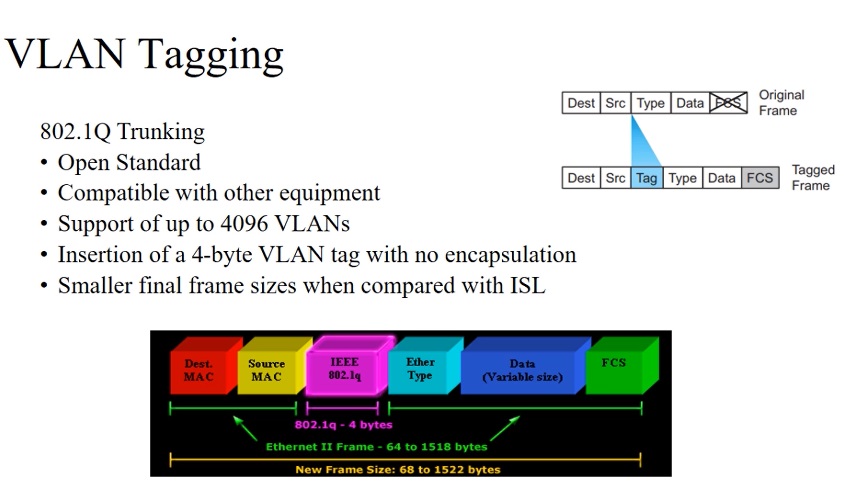 VLAN Tagging
802.1Q Trunking
• Open Standard
• Compatible with other equipment
• Support of up to 4096 VLANs
• Insertion of a 4-byte VLAN tag with no encapsulation
• Smaller final frame sizes when compared with ISL
Dest Src Type Data FCS
Original
Frame
Dest Src Tag Type Data FCS
Tagged
Frame
Dest.
MAC
Source
MAC
IEEE
802.1q
Ether
Type
Data
(Variable size)
FCS
802.1q - 4 bytes
Ethernet II Frame - 64 to 1518 bytes
New Frame Size: 68 to 1522 bytes